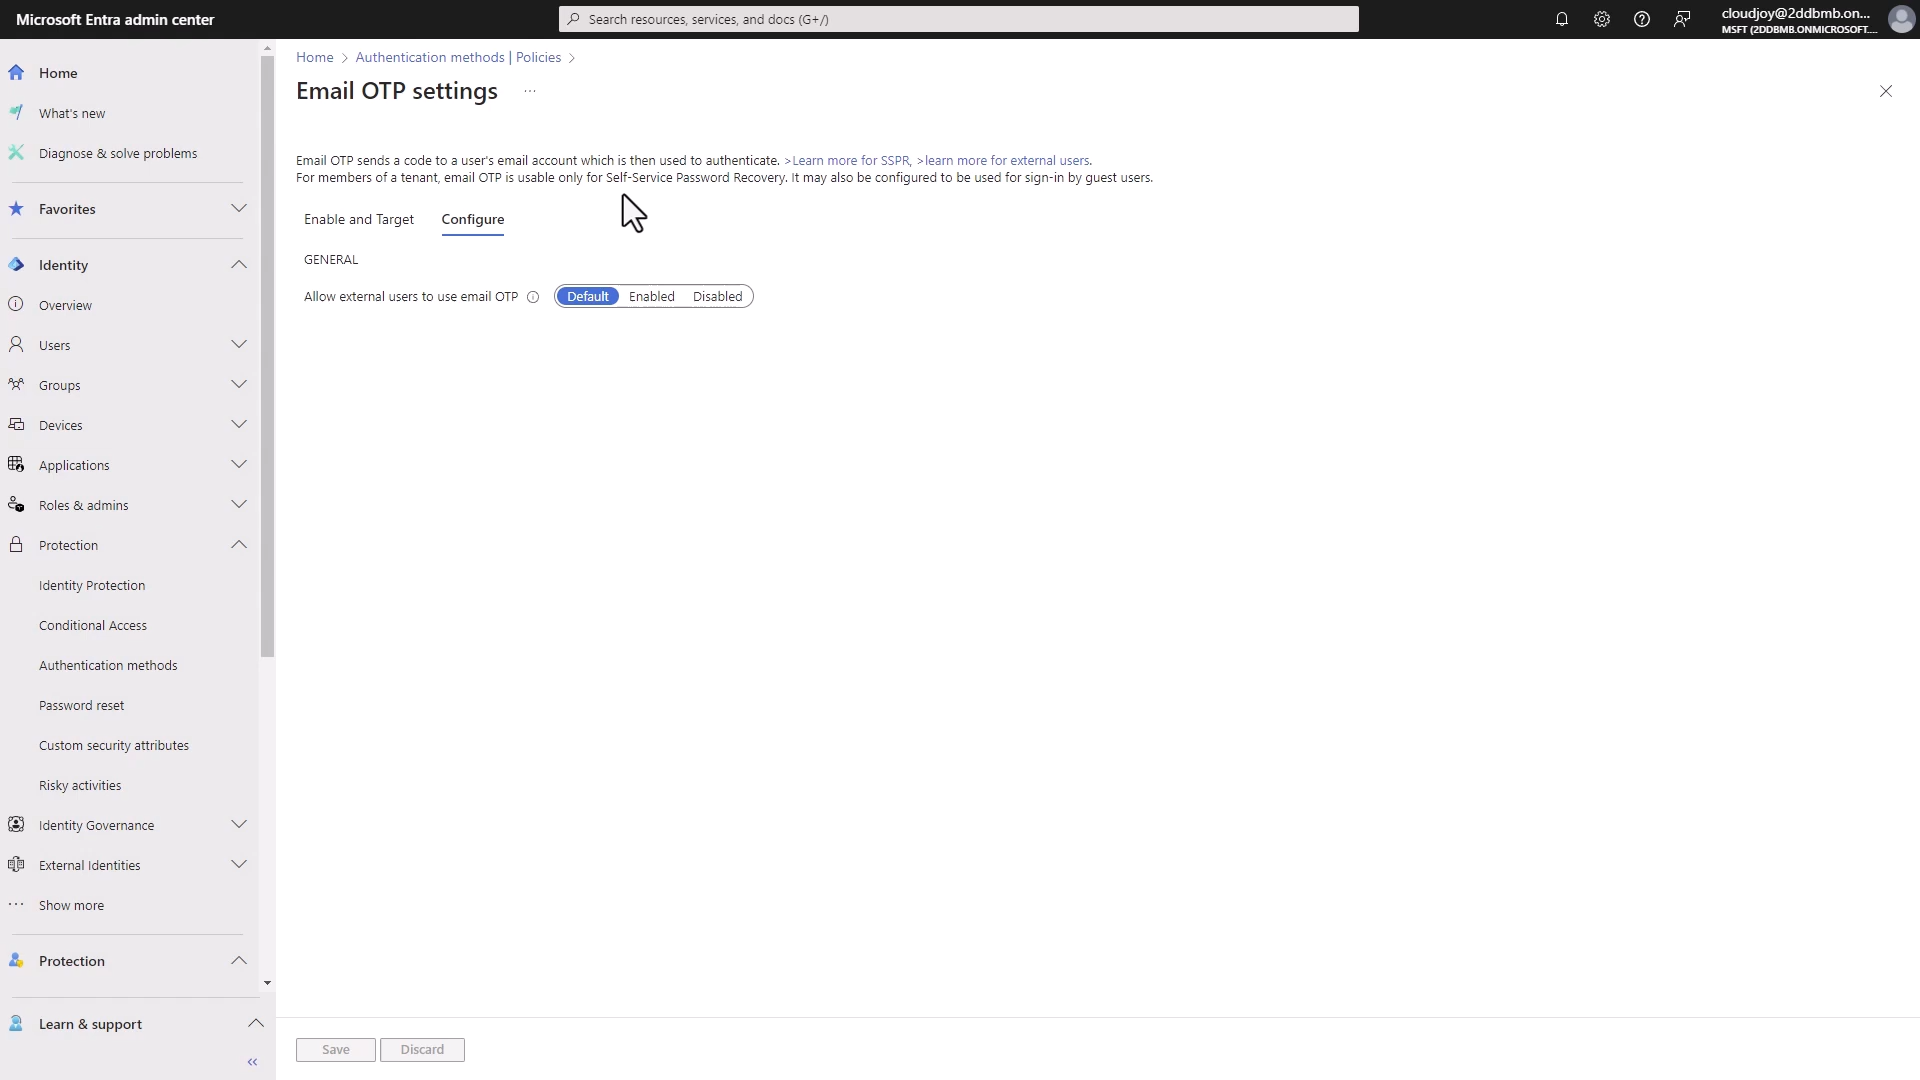 Microsoft Entra admin center
Search resources, services, and docs (G+/)
cloudjoy@2ddbmb.on...
MSFT (2DDBMB.ONMICROSOFT....
Home
What's new
Diagnose & solve problems
Favorites
Identity
Overview
Users
Groups
Devices
Applications
Roles & admins
Protection
Identity Protection
Conditional Access
Authentication methods
Password reset
Custom security attributes
Risky activities
Identity Governance
External Identities
Show more
Protection
Learn & support
Home > Authentication methods | Policies >
Email OTP settings
Email OTP sends a code to a user's email account which is then used to authenticate. >Learn more for SSPR, >learn more for external users.
For members of a tenant, email OTP is usable only for Self-Service Password Recovery. It may also be configured to be used for sign-in by guest users.
Enable and Target Configure
GENERAL
Allow external users to use email OTP Default Enabled Disabled
Save Discard